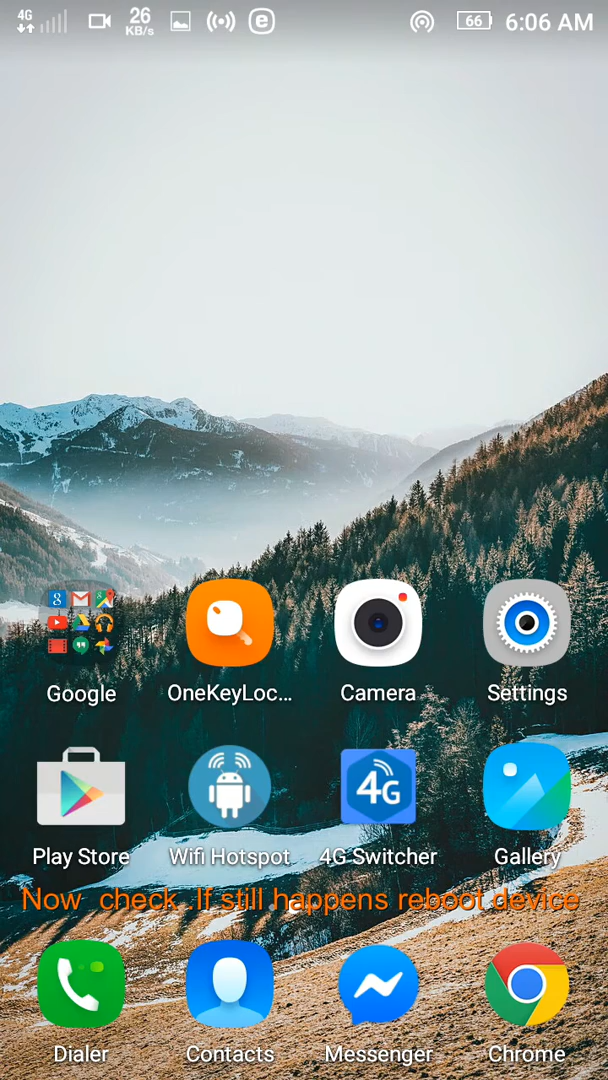 4G 26 KB/s 66 6:06 AM
Google OneKeyLoc... Camera Settings
4G
Play Store Wifi Hotspot 4G Switcher Gallery
Now check .If still happens reboot device
Dialer Contacts Messenger Chrome